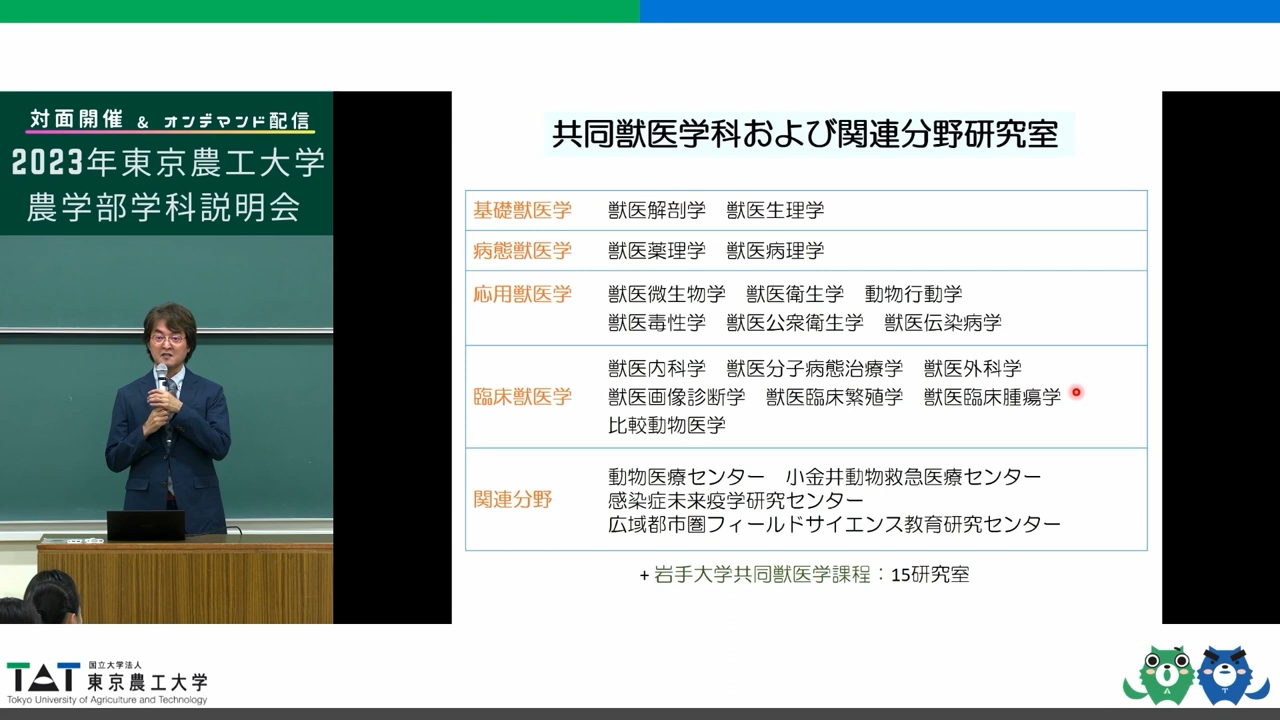 対面開催 & オンデマンド配信
2023年東京農工大学
農学部学科説明会
共同獣医学科および関連分野研究室
基礎獣医学 獣医解剖学 獣医生理学
病態獣医学 獣医薬理学 獣医病理学
応用獣医学 獣医微生物学 獣医衛生学 動物行動学
獣医毒性学 獣医公衆衛生学 獣医伝染病学
獣医内科学 獣医分子病態治療学 獣医外科学
臨床獣医学 獣医画像診断学 獣医臨床繁殖学 獣医臨床腫瘍学
比較動物医学
動物医療センター 小金井動物救急医療センター
関連分野 感染症未来疫学研究センター
広域都市圏フィールドサイエンス教育研究センター
+ 岩手大学共同獣医学課程：15研究室
TAT 国立大学法人
東京農工大学
Tokyo University of Agriculture and Technology
A T